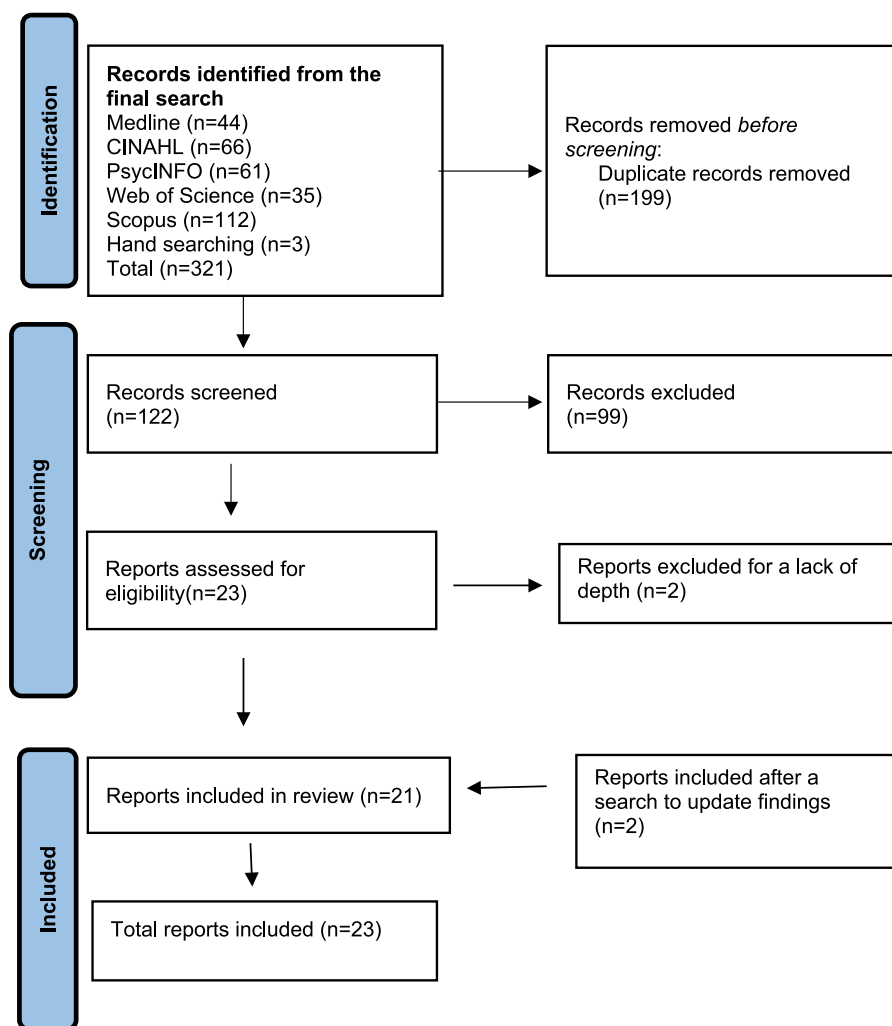 Identification
Records identified from the
final search
Medline (n=44)
CINAHL (n=66)
PsycINFO (n=61)
Web of Science (n=35)
Scopus (n=112)
Hand searching (n=3)
Total (n=321)
Records removed before
screening:
Duplicate records removed
(n=199)
Screening
Records screened
(n=122)
Records excluded
(n=99)
Reports assessed for
eligibility(n=23)
Reports excluded for a lack of
depth (n=2)
Included
Reports included in review (n=21)
Reports included after a
search to update findings
(n=2)
Total reports included (n=23)